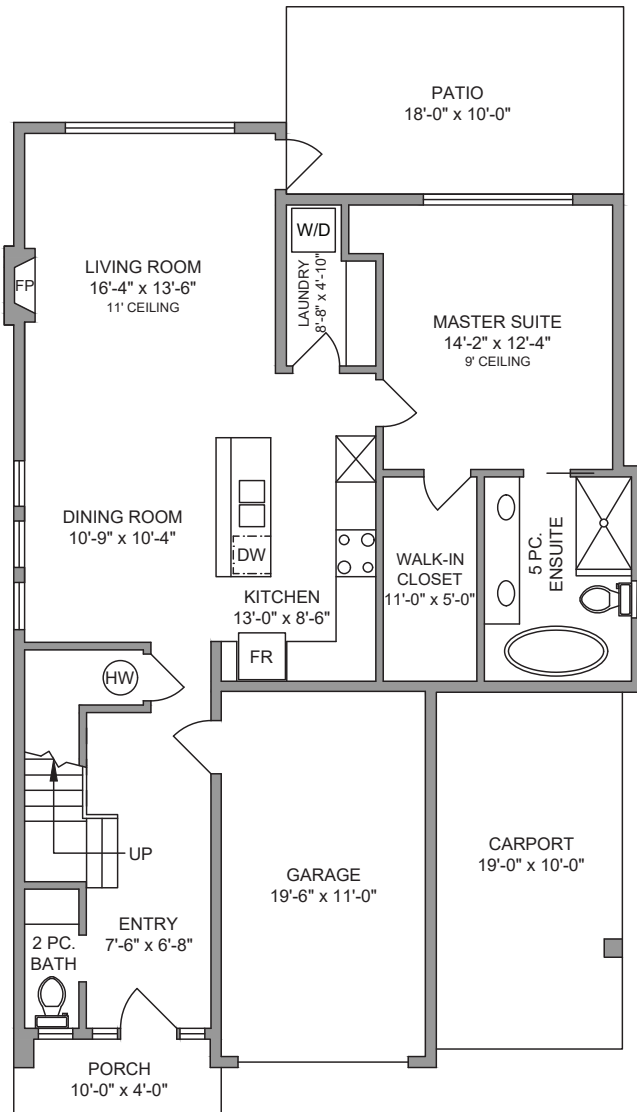 PATIO
18'-0" x 10'-0"
W/D
LAUNDRY
8'-8" x 4'-10"
LIVING ROOM
16'-4" x 13'-6"
11' CEILING
FP
MASTER SUITE
14'-2" x 12'-4"
9' CEILING
DINING ROOM
10'-9" x 10'-4"
DW
KITCHEN
13'-0" x 8'-6"
FR
WALK-IN
CLOSET
11'-0" x 5'-0"
5 PC.
ENSUITE
HW
UP
GARAGE
19'-6" x 11'-0"
CARPORT
19'-0" x 10'-0"
ENTRY
7'-6" x 6'-8"
2 PC.
BATH
PORCH
10'-0" x 4'-0"